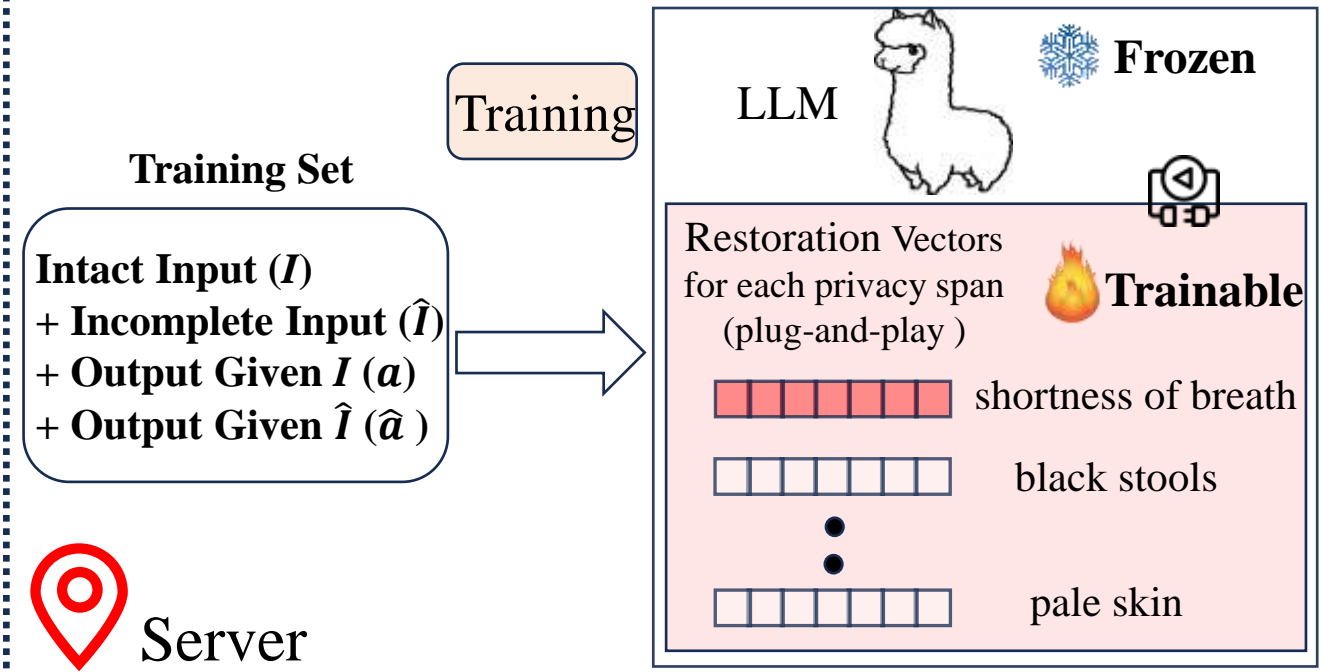 Training
Training Set
Intact Input (I)
+ Incomplete Input (Î)
+ Output Given I (a)
+ Output Given Î (â )
Server
LLM
Frozen
Restoration Vectors
for each privacy span
(plug-and-play )
Trainable
shortness of breath
black stools
pale skin